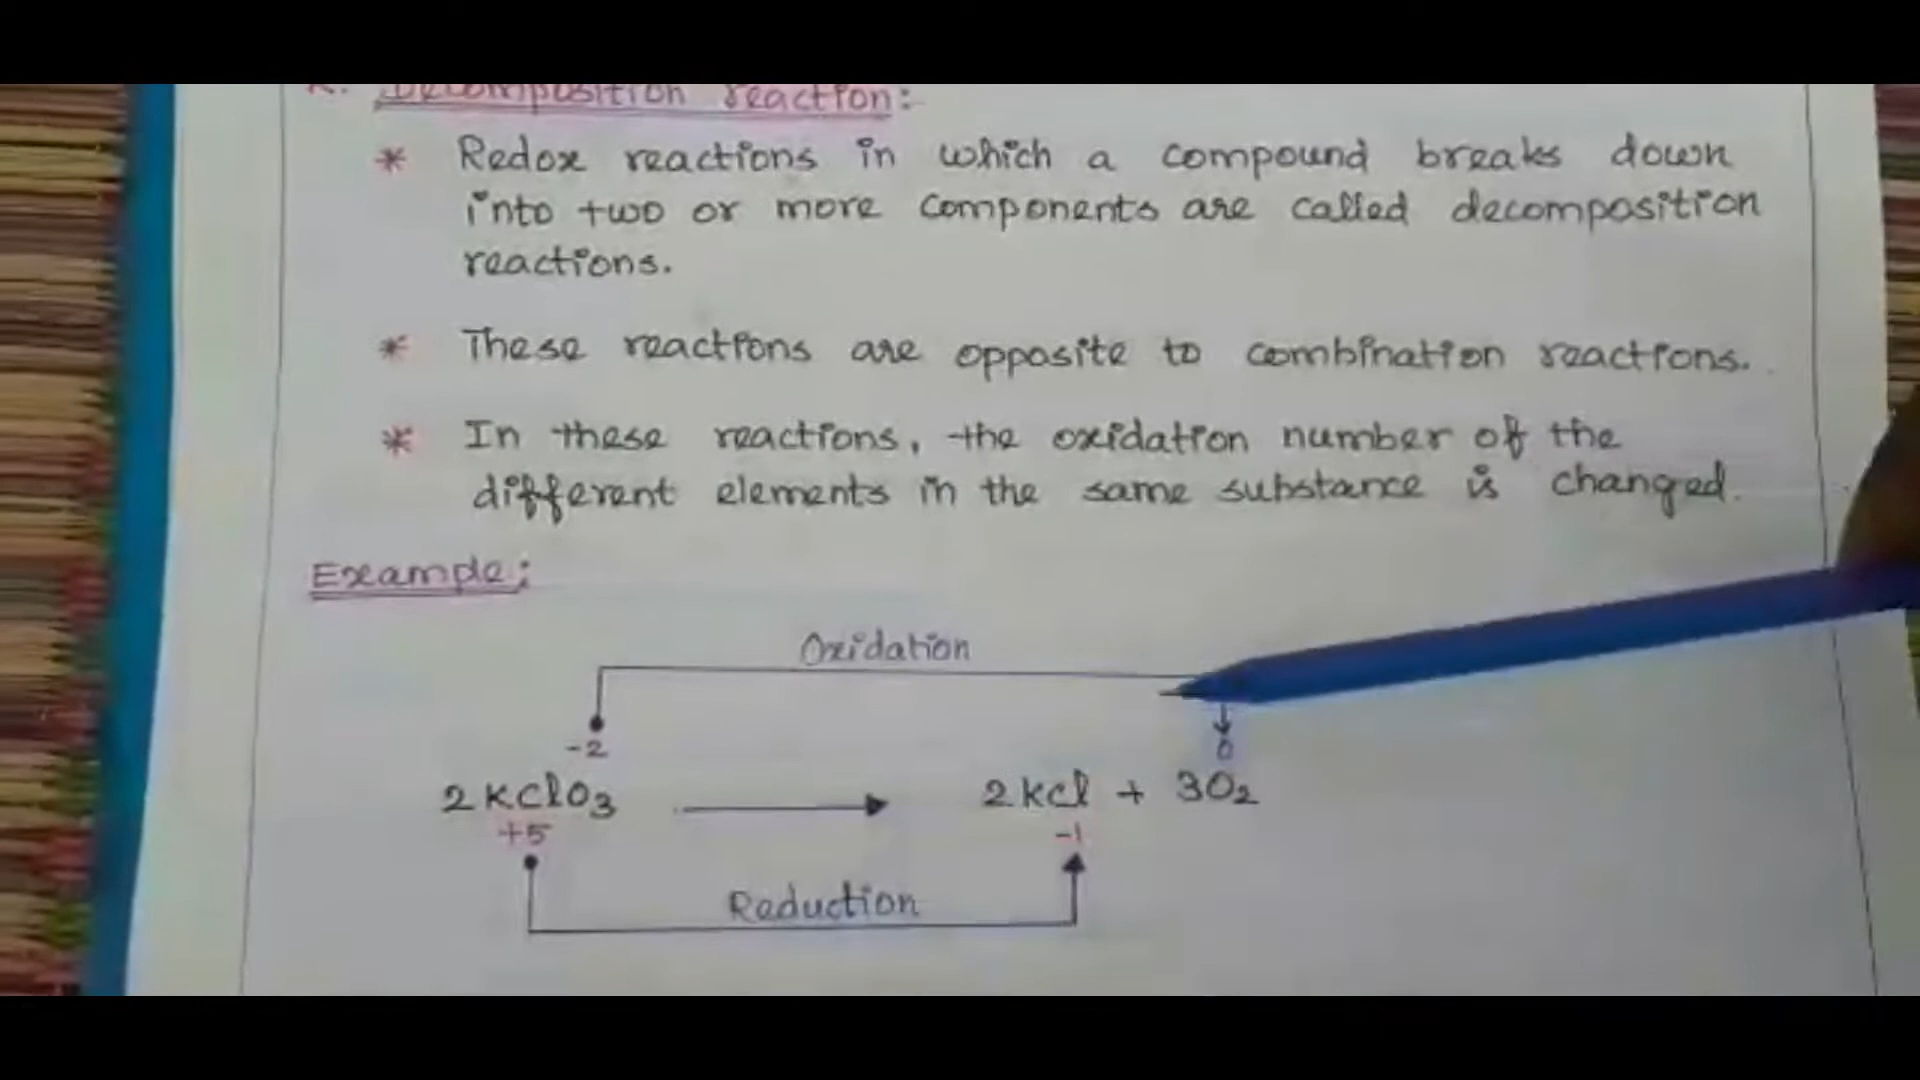 Decomposition reaction:
* Redox reactions in which a compound breaks down
into two or more components are called decomposition
reactions.
* These reactions are opposite to combination reactions.
* In these reactions, the oxidation number of the
different elements in the same substance is changed.
Example:
Oxidation
-2 0
2KClO3 → 2KCl + 3O2
+5 -1
Reduction